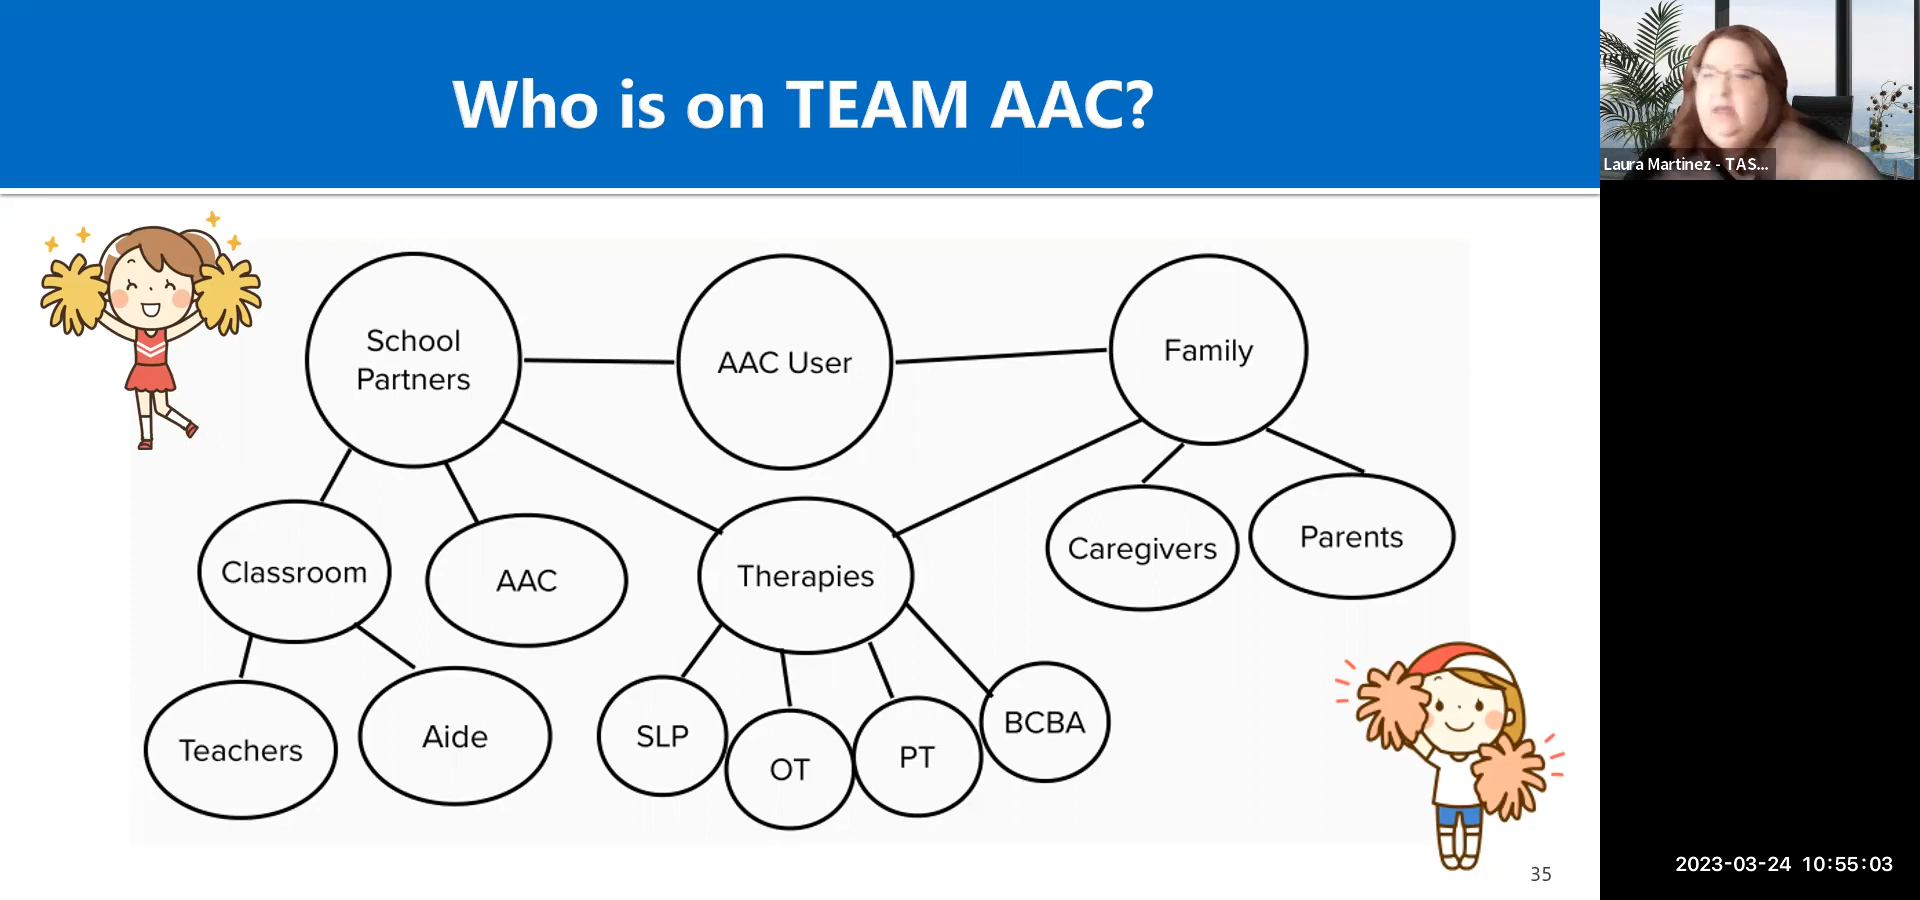 Who is on TEAM AAC?
Laura Martinez - TAS...
School
Partners
AAC User
Family
Classroom
AAC
Therapies
Caregivers
Parents
Teachers
Aide
SLP
OT
PT
BCBA
35
2023-03-24 10:55:03